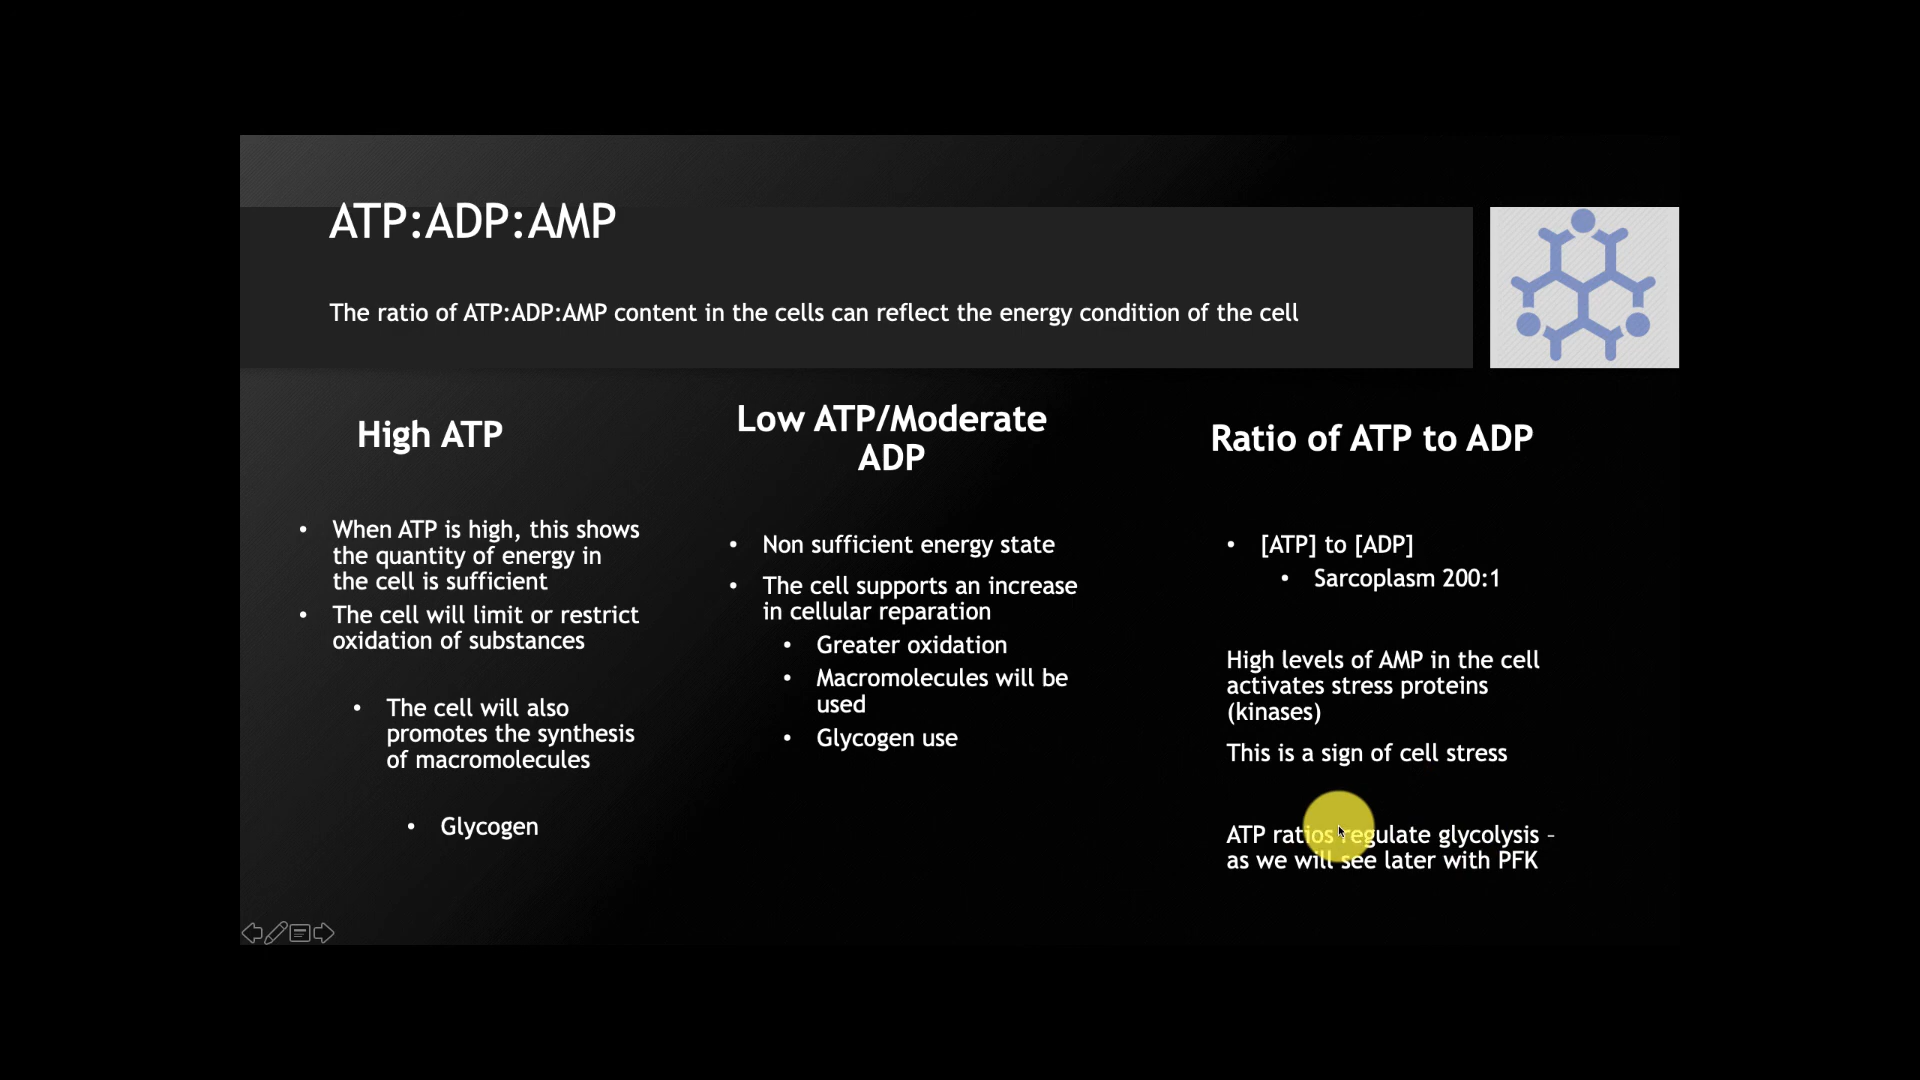 ATP:ADP:AMP
The ratio of ATP:ADP:AMP content in the cells can reflect the energy condition of the cell
High ATP
• When ATP is high, this shows
the quantity of energy in
the cell is sufficient
• The cell will limit or restrict
oxidation of substances
• The cell will also
promotes the synthesis
of macromolecules
• Glycogen
Low ATP/Moderate
ADP
• Non sufficient energy state
• The cell supports an increase
in cellular reparation
• Greater oxidation
• Macromolecules will be
used
• Glycogen use
Ratio of ATP to ADP
• [ATP] to [ADP]
• Sarcoplasm 200:1
High levels of AMP in the cell
activates stress proteins
(kinases)
This is a sign of cell stress
ATP ratios regulate glycolysis –
as we will see later with PFK